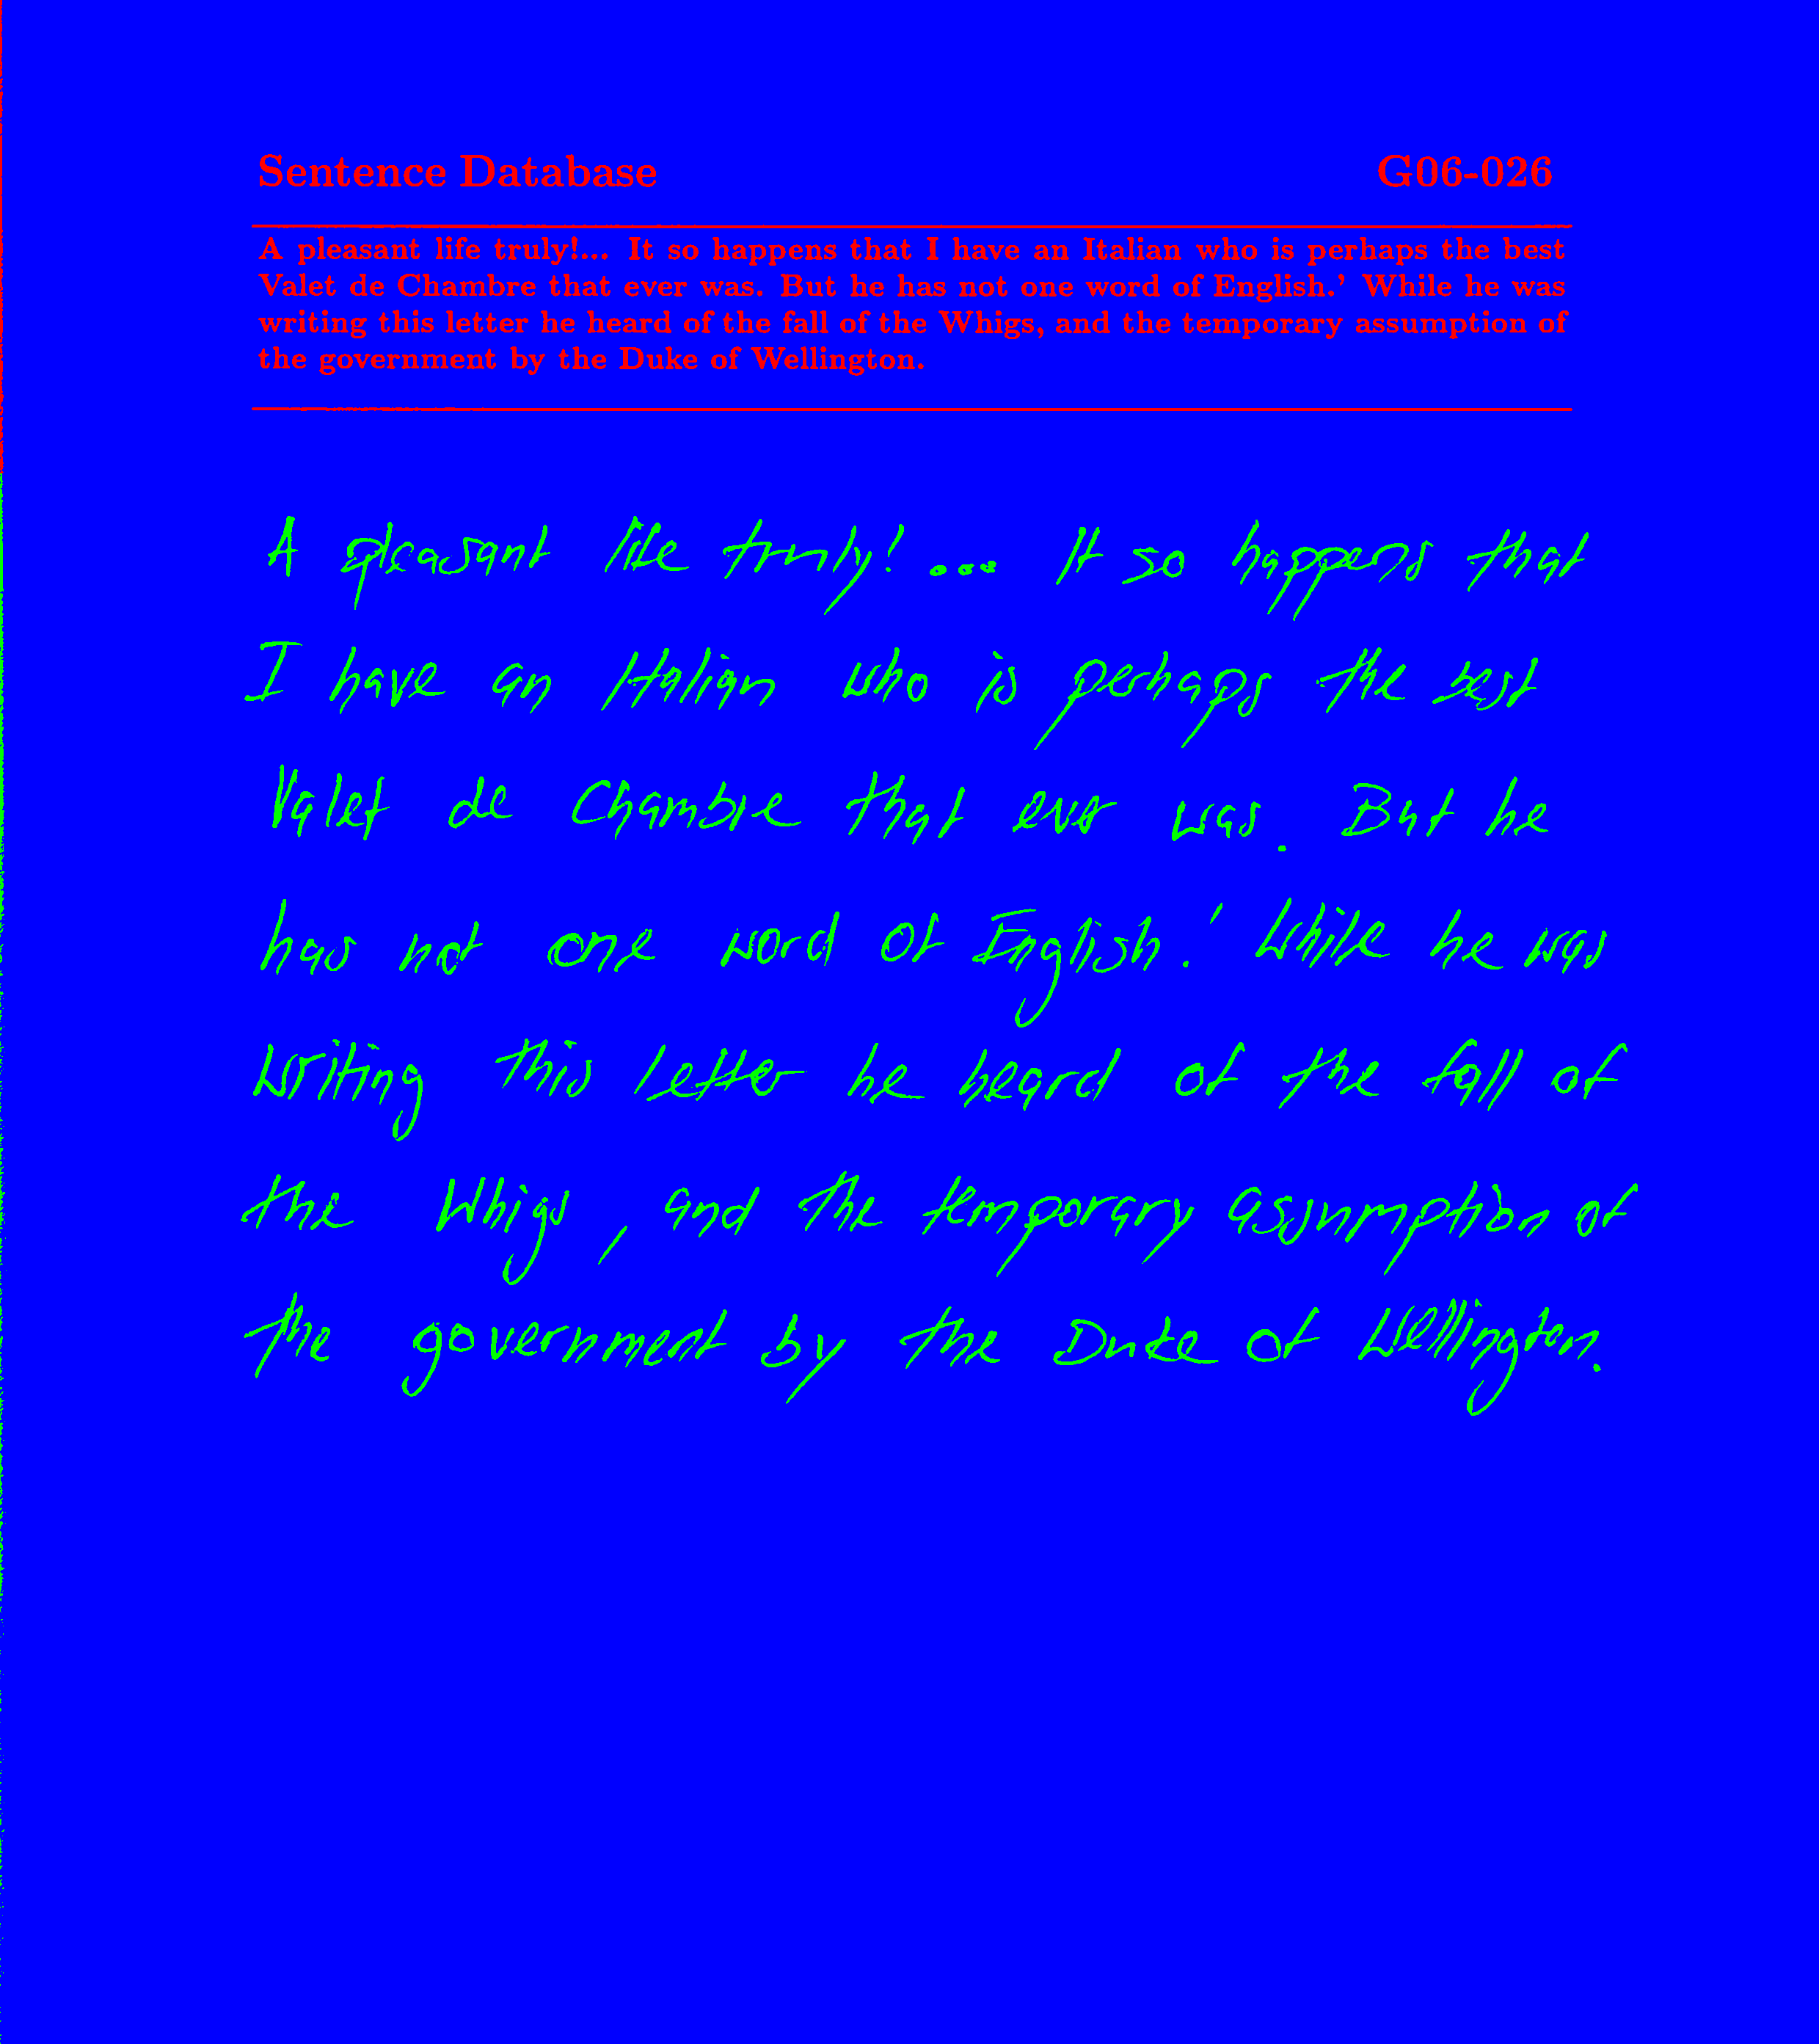 Sentence Database G06-026
A pleasant life truly!... It so happens that I have an Italian who is perhaps the best
Valet de Chambre that ever was. But he has not one word of English.' While he was
writing this letter he heard of the fall of the Whigs, and the temporary assumption of
the government by the Duke of Wellington.
A pleasant life truly! ... It so happens that
I have an Italian who is perhaps the best
Valet de Chambre that ever was. But he
has not one word of English.' While he was
writing this letter he heard of the fall of
the Whigs, and the temporary assumption of
the government by the Duke of Wellington.